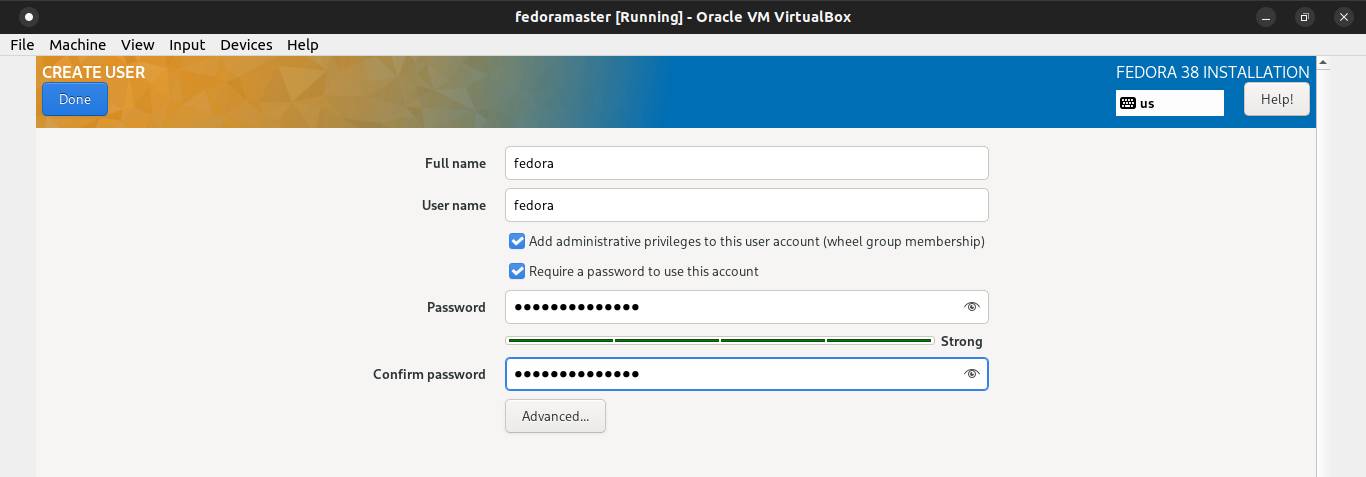 fedoramaster [Running] - Oracle VM VirtualBox
File Machine View Input Devices Help
CREATE USER
FEDORA 38 INSTALLATION
Done
us
Help!
Full name
fedora
User name
fedora
Add administrative privileges to this user account (wheel group membership)
Require a password to use this account
Password
●●●●●●●●●●●●●●
Strong
Confirm password
●●●●●●●●●●●●●●
Advanced...